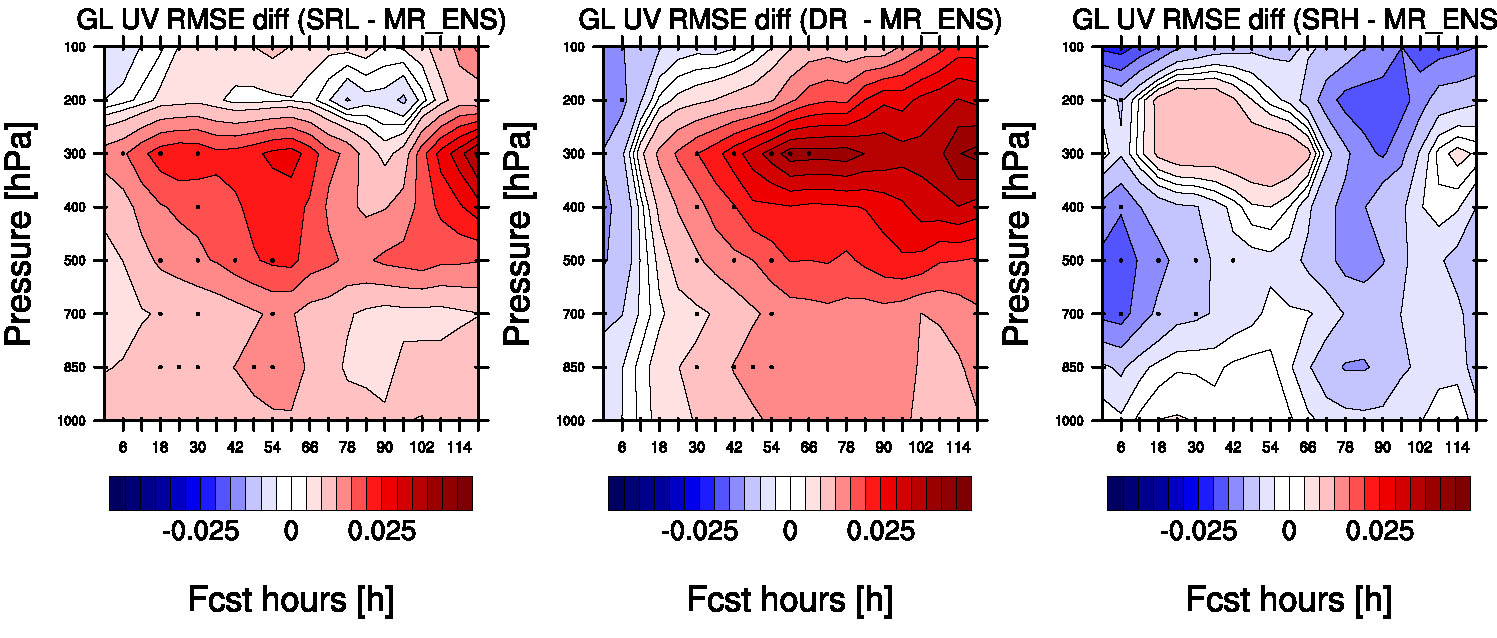 GL UV RMSE diff (SRL - MR_ENS)
Pressure [hPa]
100
200
300
400
500
700
850
1000
6 18 30 42 54 66 78 90 102 114
-0.025 0 0.025
Fcst hours [h]
GL UV RMSE diff (DR - MR_ENS)
Pressure [hPa]
100
200
300
400
500
700
850
1000
6 18 30 42 54 66 78 90 102 114
-0.025 0 0.025
Fcst hours [h]
GL UV RMSE diff (SRH - MR_ENS
Pressure [hPa]
100
200
300
400
500
700
850
1000
6 18 30 42 54 66 78 90 102 114
-0.025 0 0.025
Fcst hours [h]